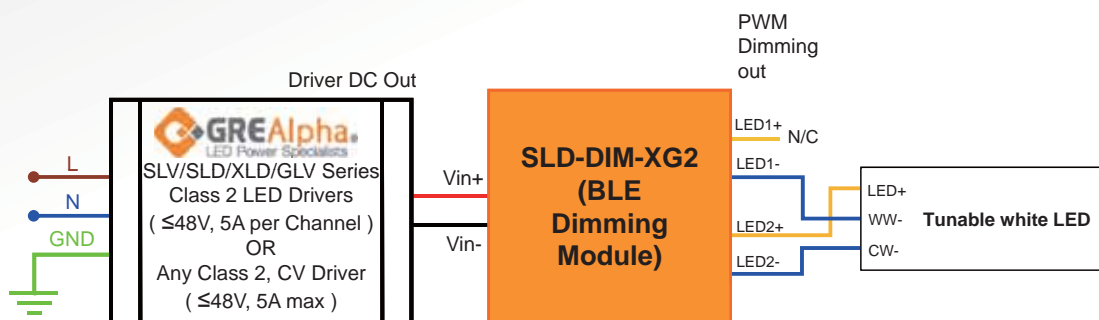 PWM
Dimming
out
Driver DC Out
GREAlpha®
LED Power Specialists
SLV/SLD/XLD/GLV Series
Class 2 LED Drivers
( ≤48V, 5A per Channel )
OR
Any Class 2, CV Driver
( ≤48V, 5A max )
L
N
GND
Vin+
Vin-
SLD-DIM-XG2
(BLE
Dimming
Module)
LED1+
N/C
LED1-
LED2+
LED2-
LED+
WW-
CW-
Tunable white LED